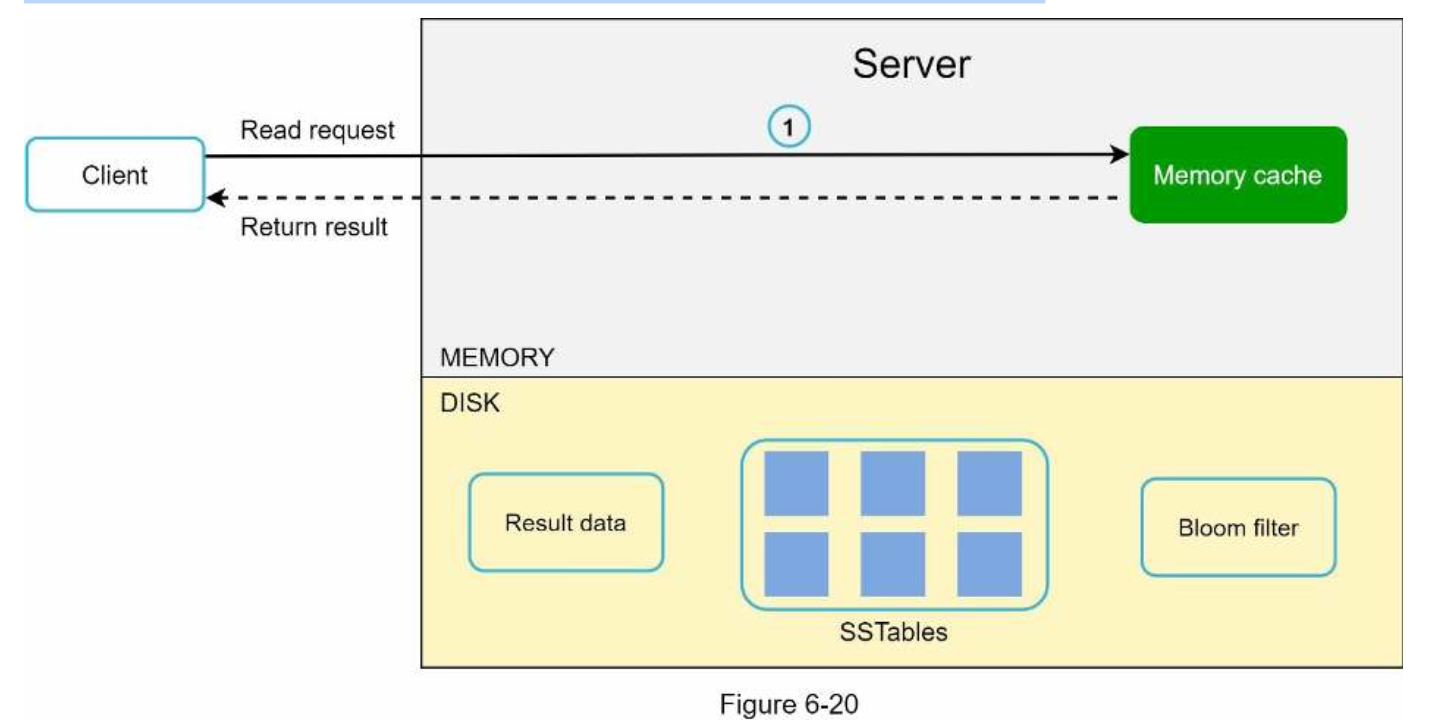 Server
Read request
1
Client
Memory cache
Return result
MEMORY
DISK
Result data
Bloom filter
SSTables
Figure 6-20